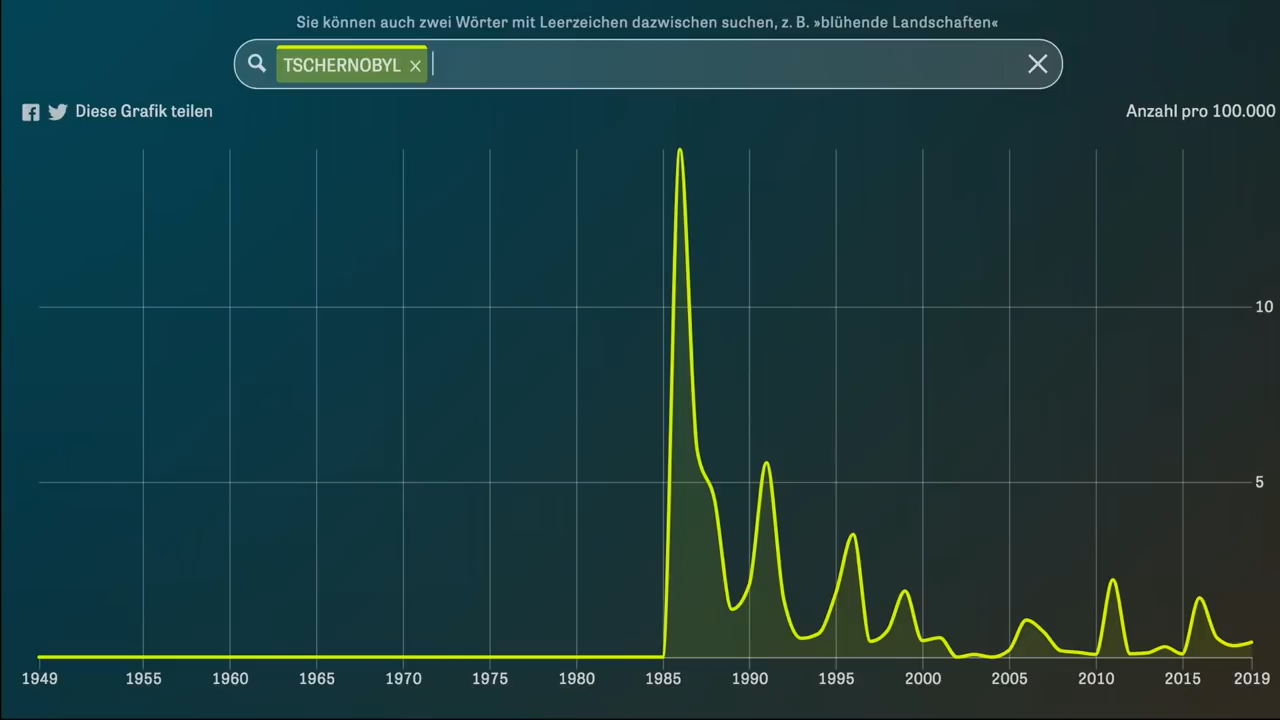 Sie können auch zwei Wörter mit Leerzeichen dazwischen suchen, z. B. »blühende Landschaften«
TSCHERNOBYL
Diese Grafik teilen
Anzahl pro 100.000
10
5
1949 1955 1960 1965 1970 1975 1980 1985 1990 1995 2000 2005 2010 2015 2019